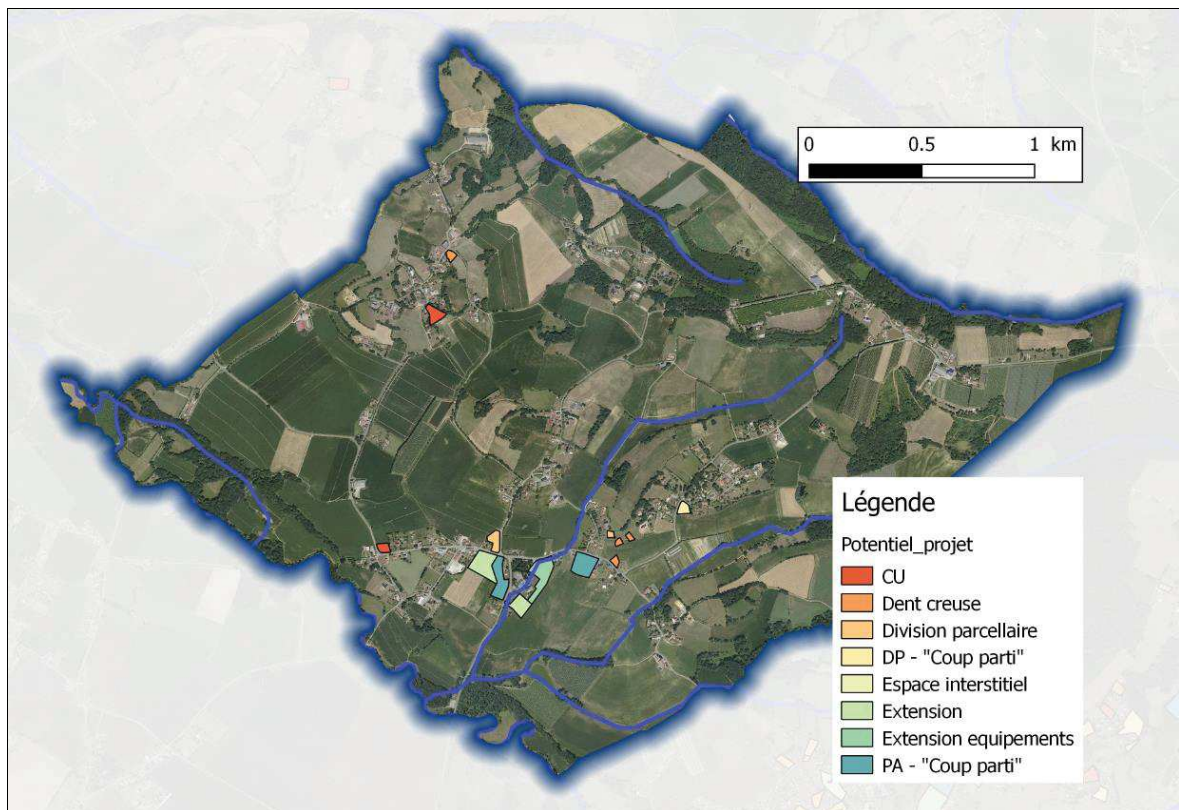 0 0.5 1 km
Légende
Potentiel_projet
CU
Dent creuse
Division parcellaire
DP - "Coup parti"
Espace interstitiel
Extension
Extension equipements
PA - "Coup parti"